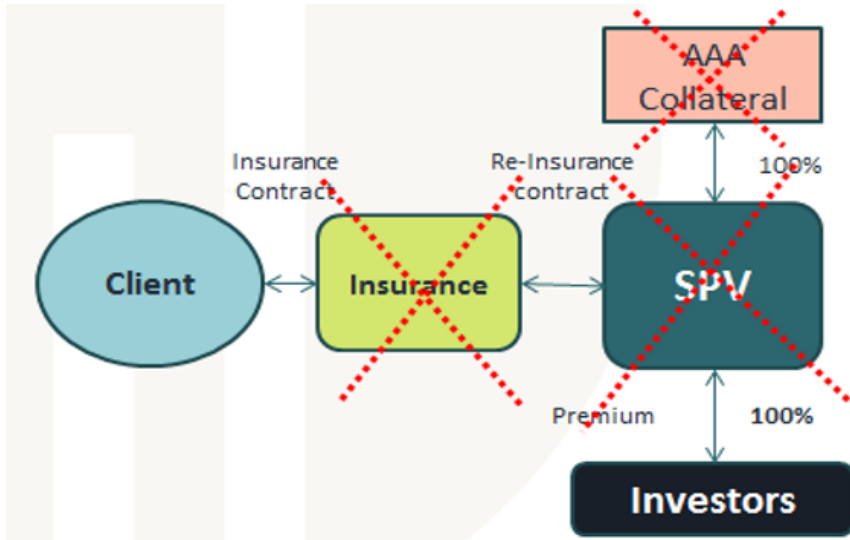 AAA
Collateral
Insurance
Contract
Re-Insurance
contract
100%
Client
Insurance
SPV
Premium
100%
Investors